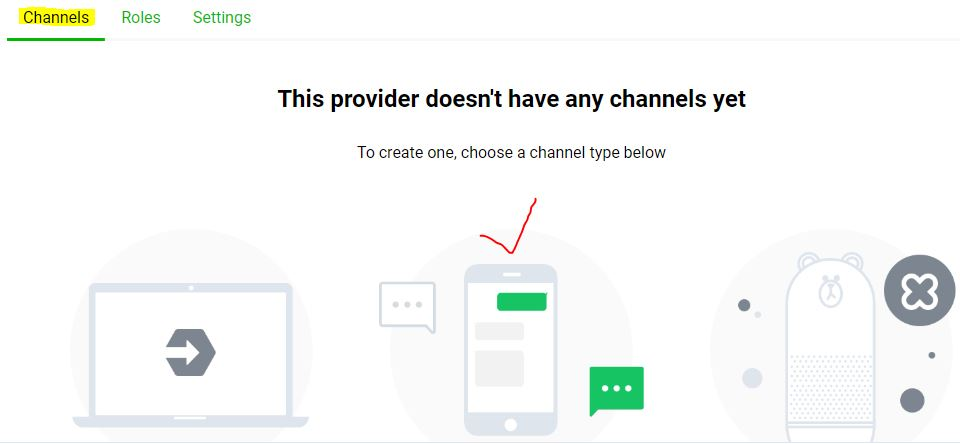 Channels Roles Settings
This provider doesn't have any channels yet
To create one, choose a channel type below